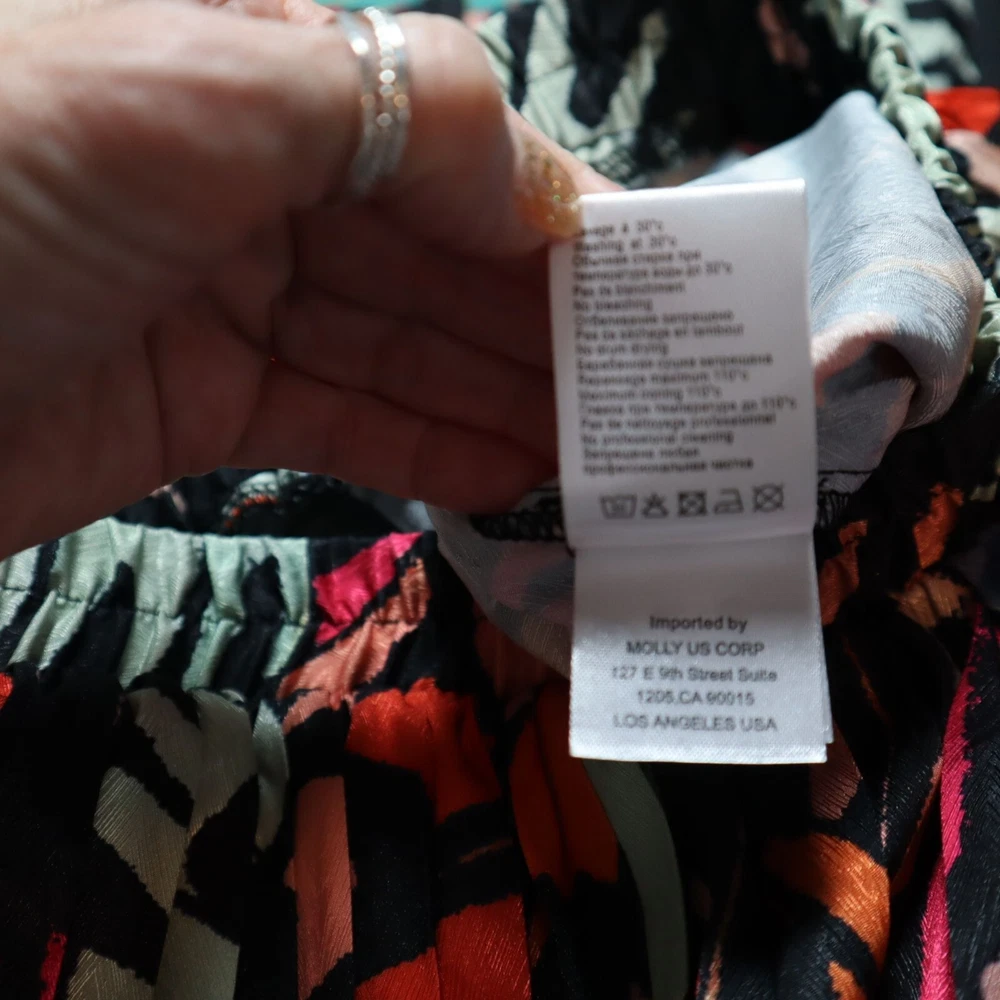 Lavage à 30°c
Washing at 30°c
Обычная стирка при
температура воды до 30°c
Pas de blanchiment
No bleaching
Отбеливание запрещено
Pas de séchage en tambour
No drum drying
Барабанная сушка запрещена
Repassage maximum 110°c
Maximum ironing 110°c
Глажка при температура до 110°c
Pas de nettoyage professionnel
No professional cleaning
Запрещена любая
профессиональная чистка
Imported by
MOLLY US CORP
127 E 9th Street Suite
1205,CA 90015
LOS ANGELES USA